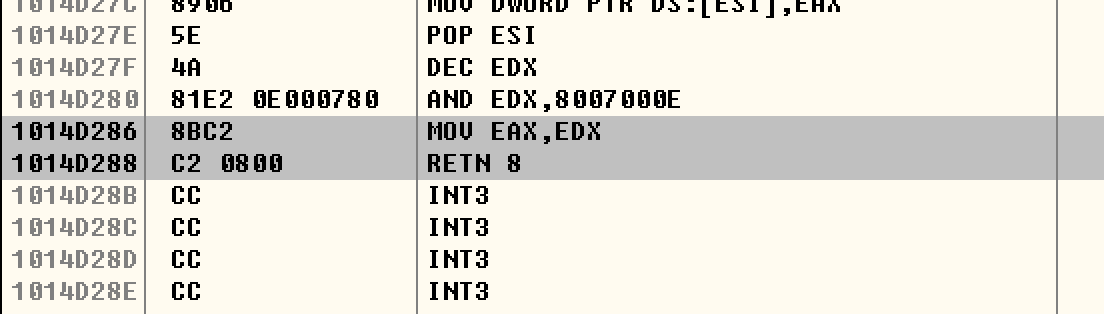 1014D27C 8906 MOV DWORD PTR DS:[ESI],EAX
1014D27E 5E POP ESI
1014D27F 4A DEC EDX
1014D280 81E2 0E000780 AND EDX,8007000E
1014D286 8BC2 MOV EAX,EDX
1014D288 C2 0800 RETN 8
1014D28B CC INT3
1014D28C CC INT3
1014D28D CC INT3
1014D28E CC INT3